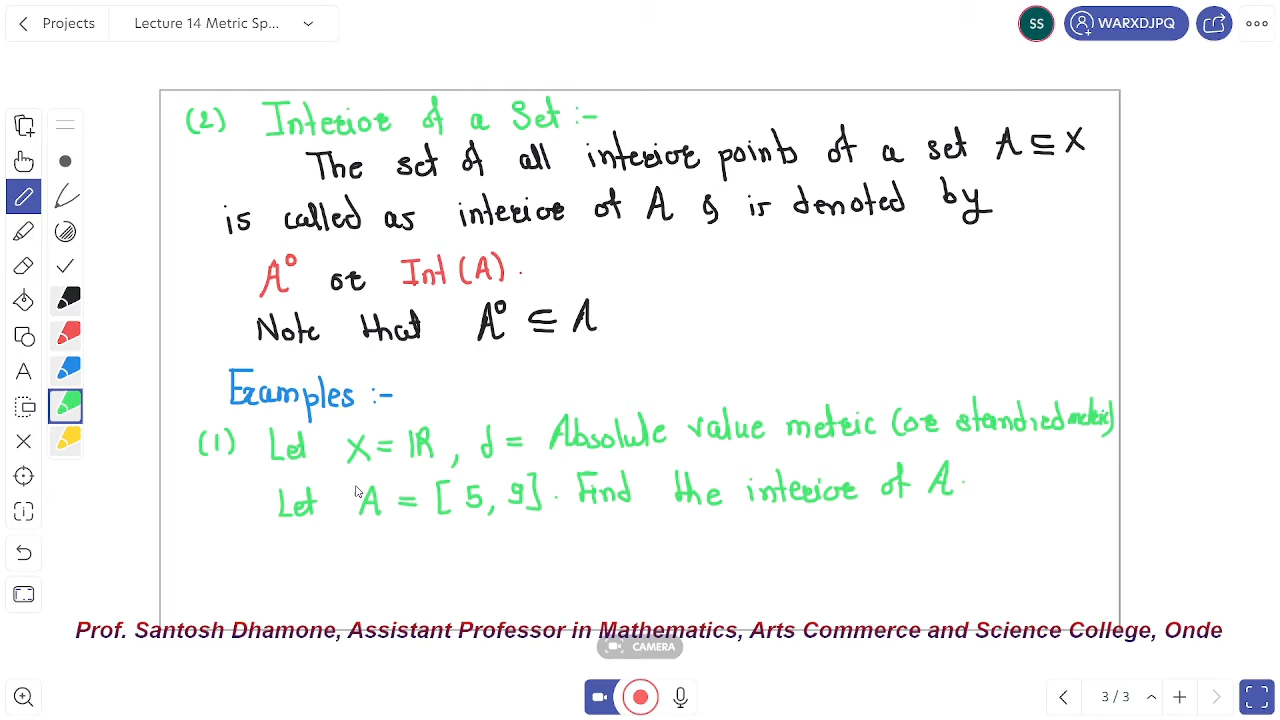 Projects
Lecture 14 Metric Sp...
SS
WARXDJPQ
(2) Interior of a Set :-
The set of all interior points of a set A ⊆ X
is called as interior of A & is denoted by
A° or Int (A).
Note that A° ⊆ A
Examples :-
(1) Let X = ℝ, d = Absolute value metric (or standred metric)
Let A = [5, 9]. Find the interior of A.
Prof. Santosh Dhamone, Assistant Professor in Mathematics, Arts Commerce and Science College, Onde
CAMERA
3 / 3